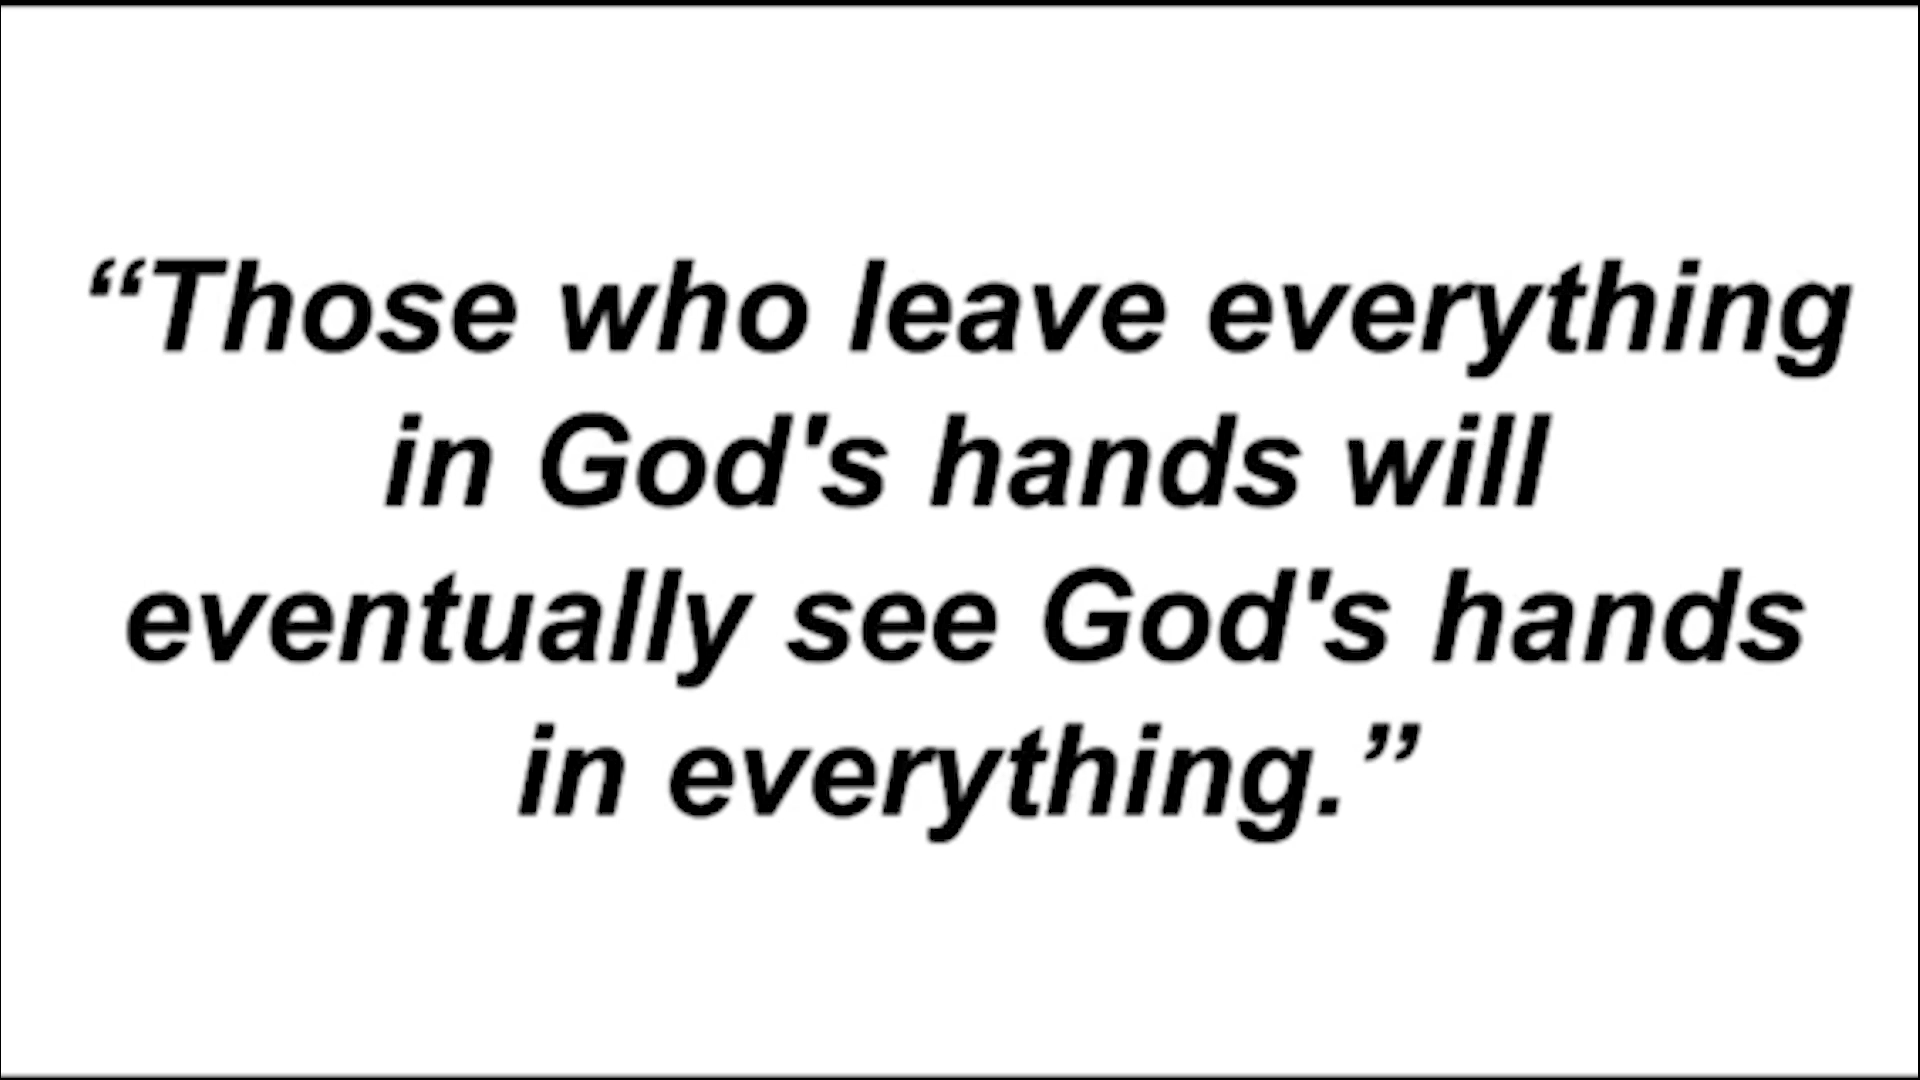 “Those who leave everything
in God's hands will
eventually see God's hands
in everything.”